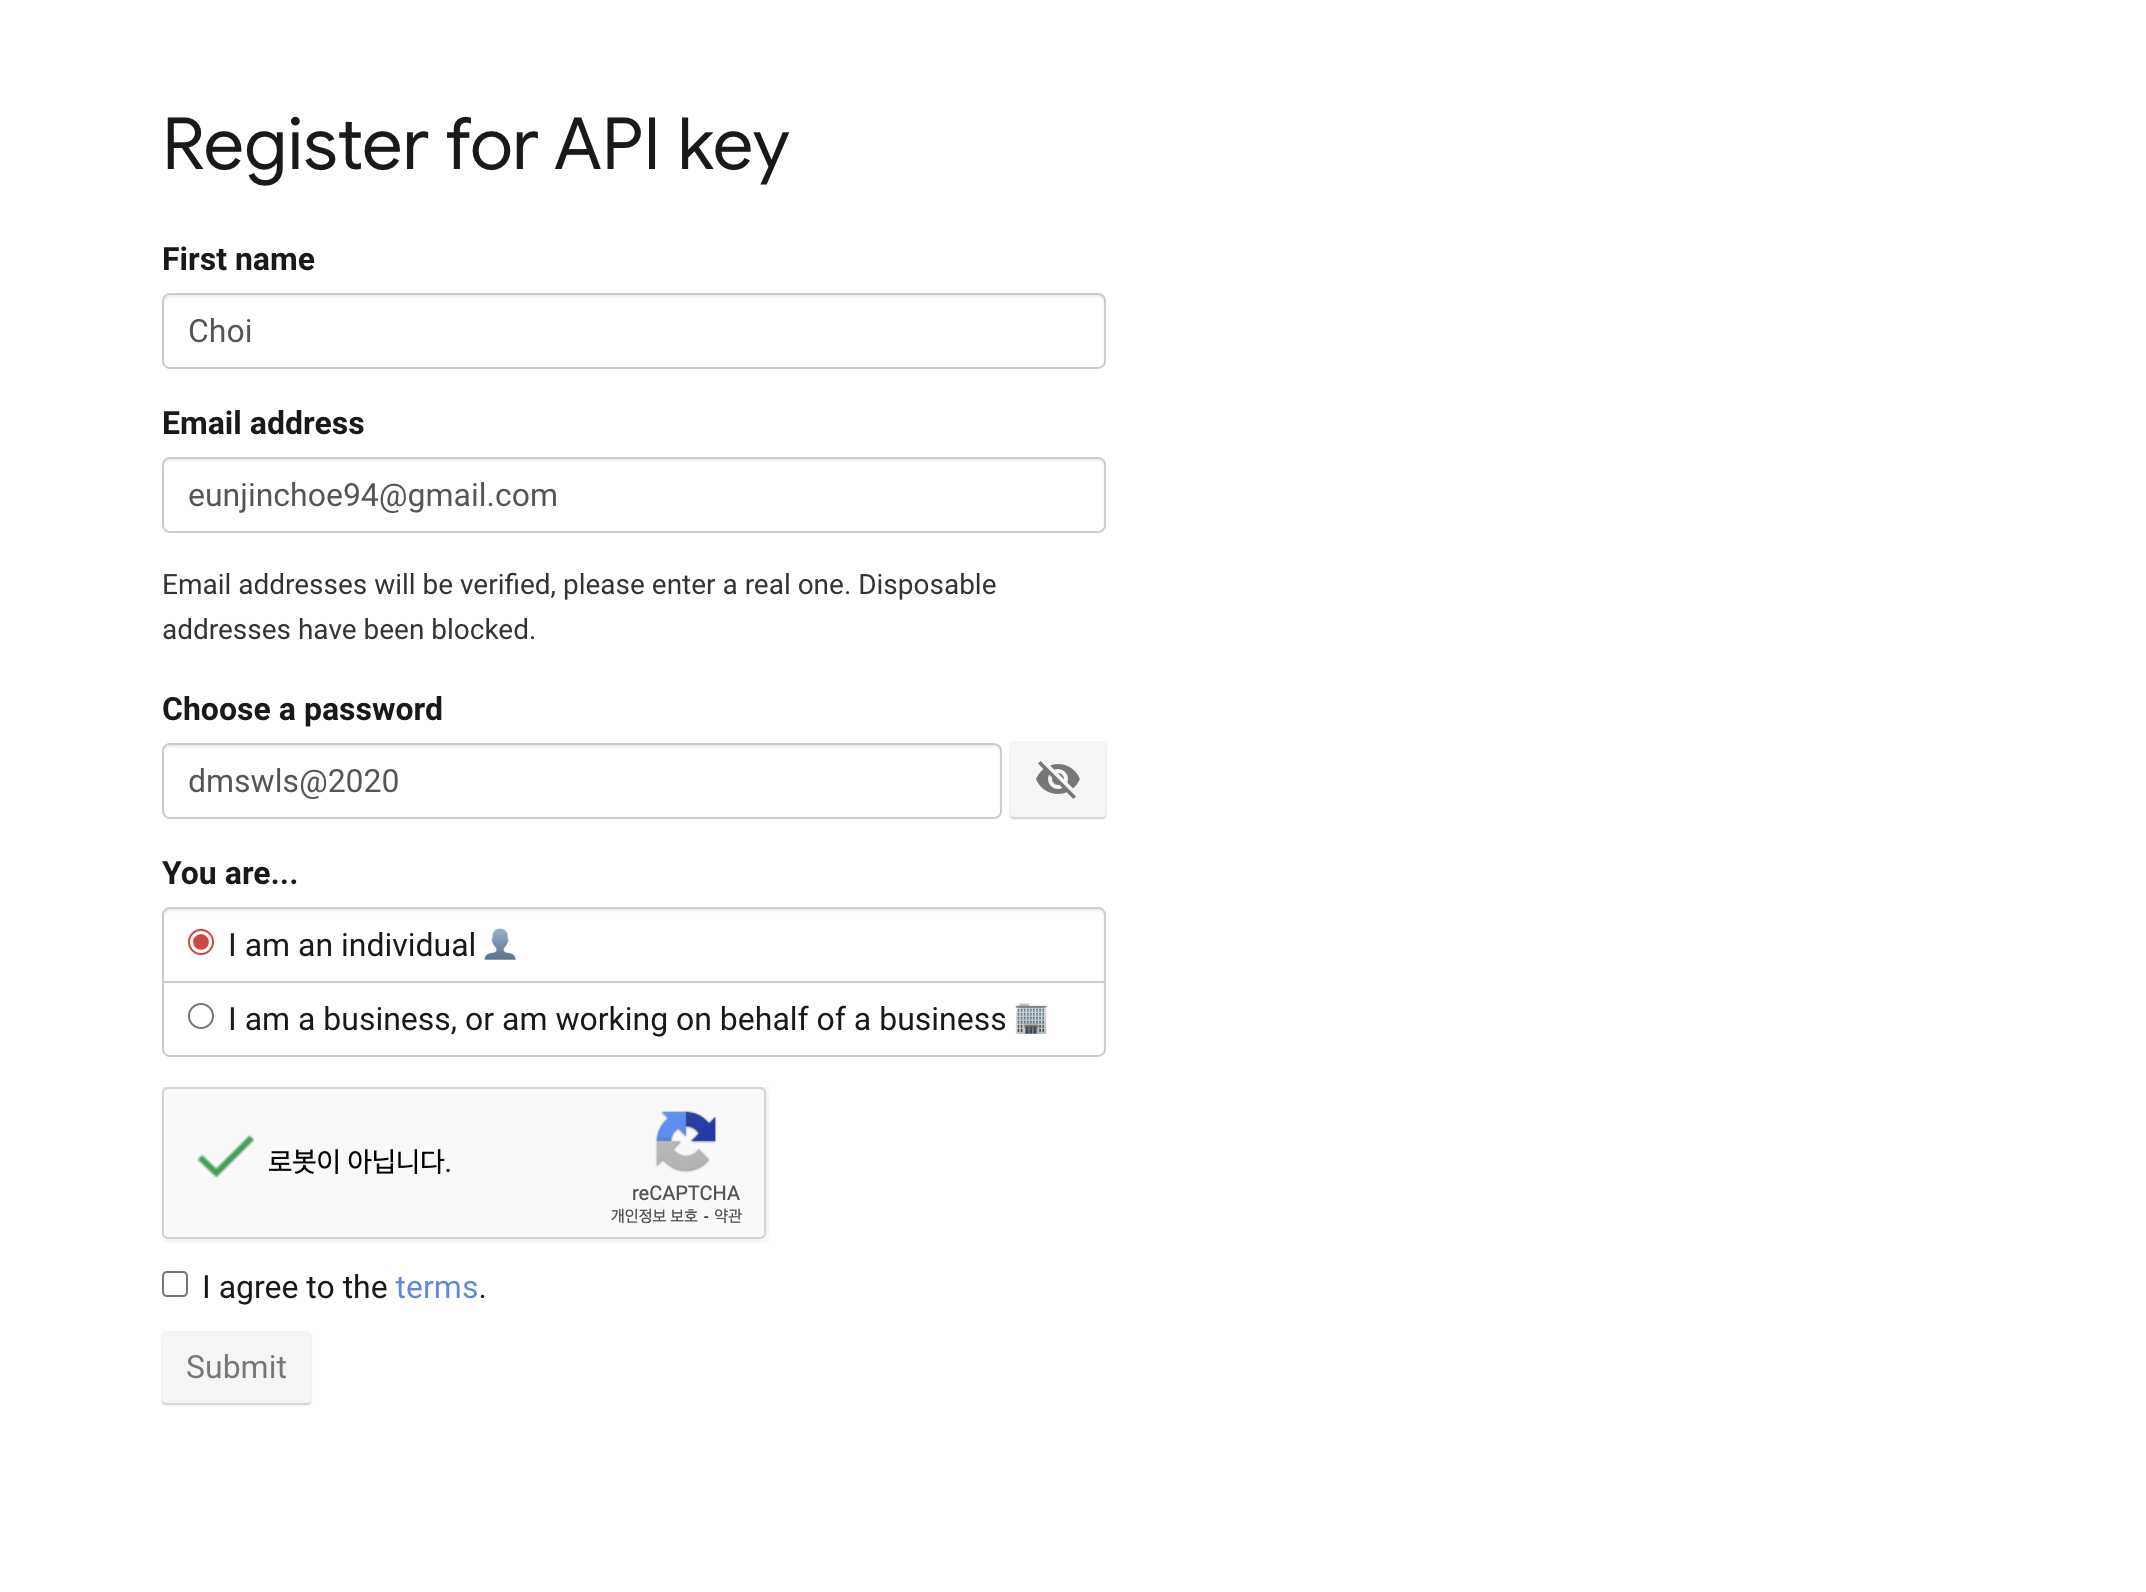 Register for API key
First name
Choi
Email address
eunjinchoe94@gmail.com
Email addresses will be verified, please enter a real one. Disposable
addresses have been blocked.
Choose a password
dmswls@2020
You are...
I am an individual 👤
I am a business, or am working on behalf of a business 🏢
로봇이 아닙니다.
reCAPTCHA
개인정보 보호 - 약관
I agree to the terms.
Submit